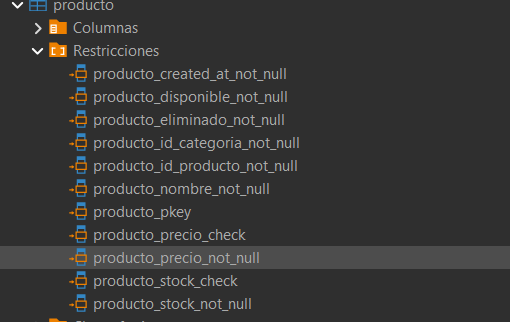 producto
Columnas
Restricciones
producto_created_at_not_null
producto_disponible_not_null
producto_eliminado_not_null
producto_id_categoria_not_null
producto_id_producto_not_null
producto_nombre_not_null
producto_pkey
producto_precio_check
producto_precio_not_null
producto_stock_check
producto_stock_not_null